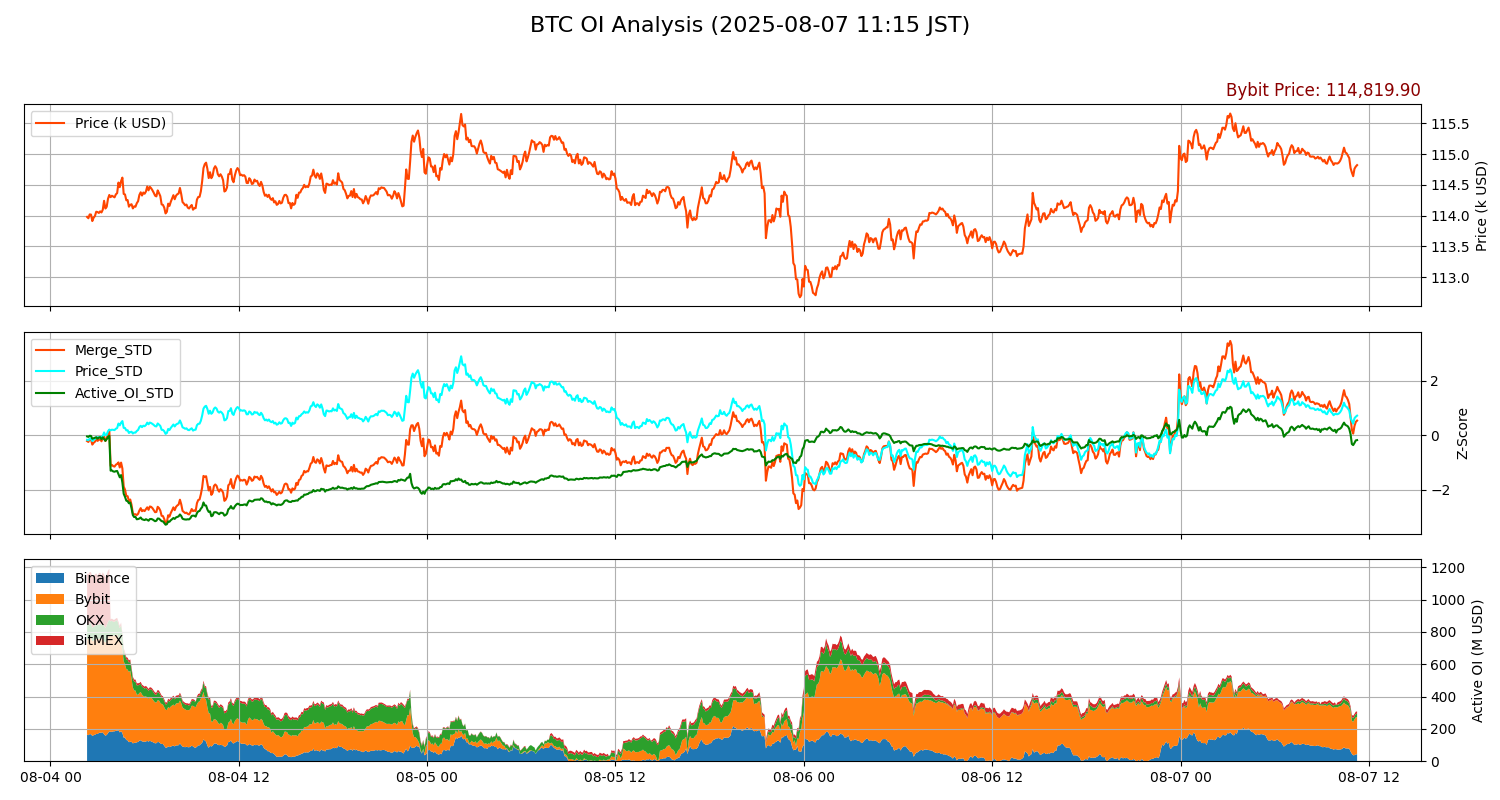 BTC OI Analysis (2025-08-07 11:15 JST)
Bybit Price: 114,819.90
Price (k USD)
115.5
115.0
114.5
114.0
113.5
113.0
Price (k USD)
Merge_STD
Price_STD
Active_OI_STD
2
0
−2
Z-Score
Binance
Bybit
OKX
BitMEX
1200
1000
800
600
400
200
0
Active OI (M USD)
08-04 00
08-04 12
08-05 00
08-05 12
08-06 00
08-06 12
08-07 00
08-07 12